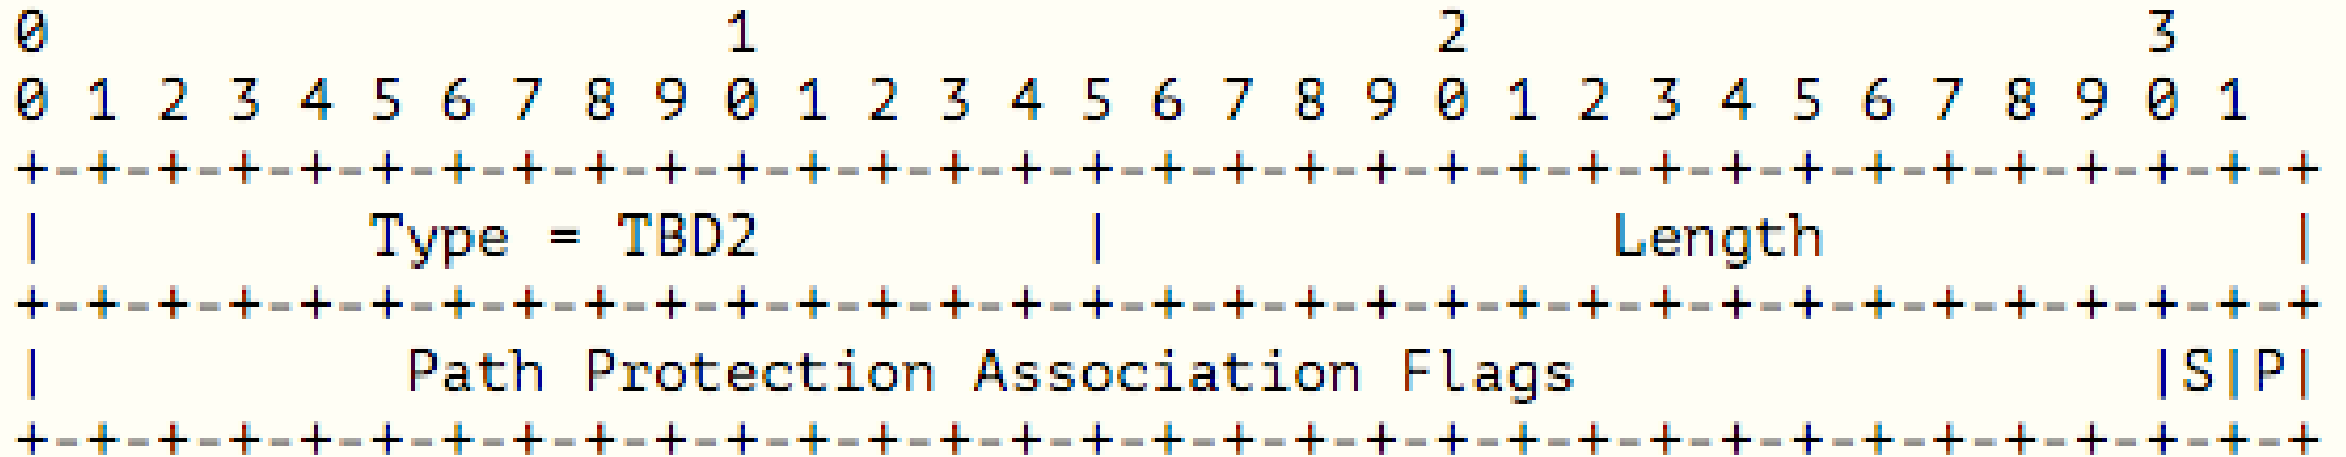 0                   1                   2                   3
0 1 2 3 4 5 6 7 8 9 0 1 2 3 4 5 6 7 8 9 0 1 2 3 4 5 6 7 8 9 0 1
+-+-+-+-+-+-+-+-+-+-+-+-+-+-+-+-+-+-+-+-+-+-+-+-+-+-+-+-+-+-+-+-+
|         Type = TBD2         |              Length             |
+-+-+-+-+-+-+-+-+-+-+-+-+-+-+-+-+-+-+-+-+-+-+-+-+-+-+-+-+-+-+-+-+
|          Path Protection Association Flags                |S|P|
+-+-+-+-+-+-+-+-+-+-+-+-+-+-+-+-+-+-+-+-+-+-+-+-+-+-+-+-+-+-+-+-+